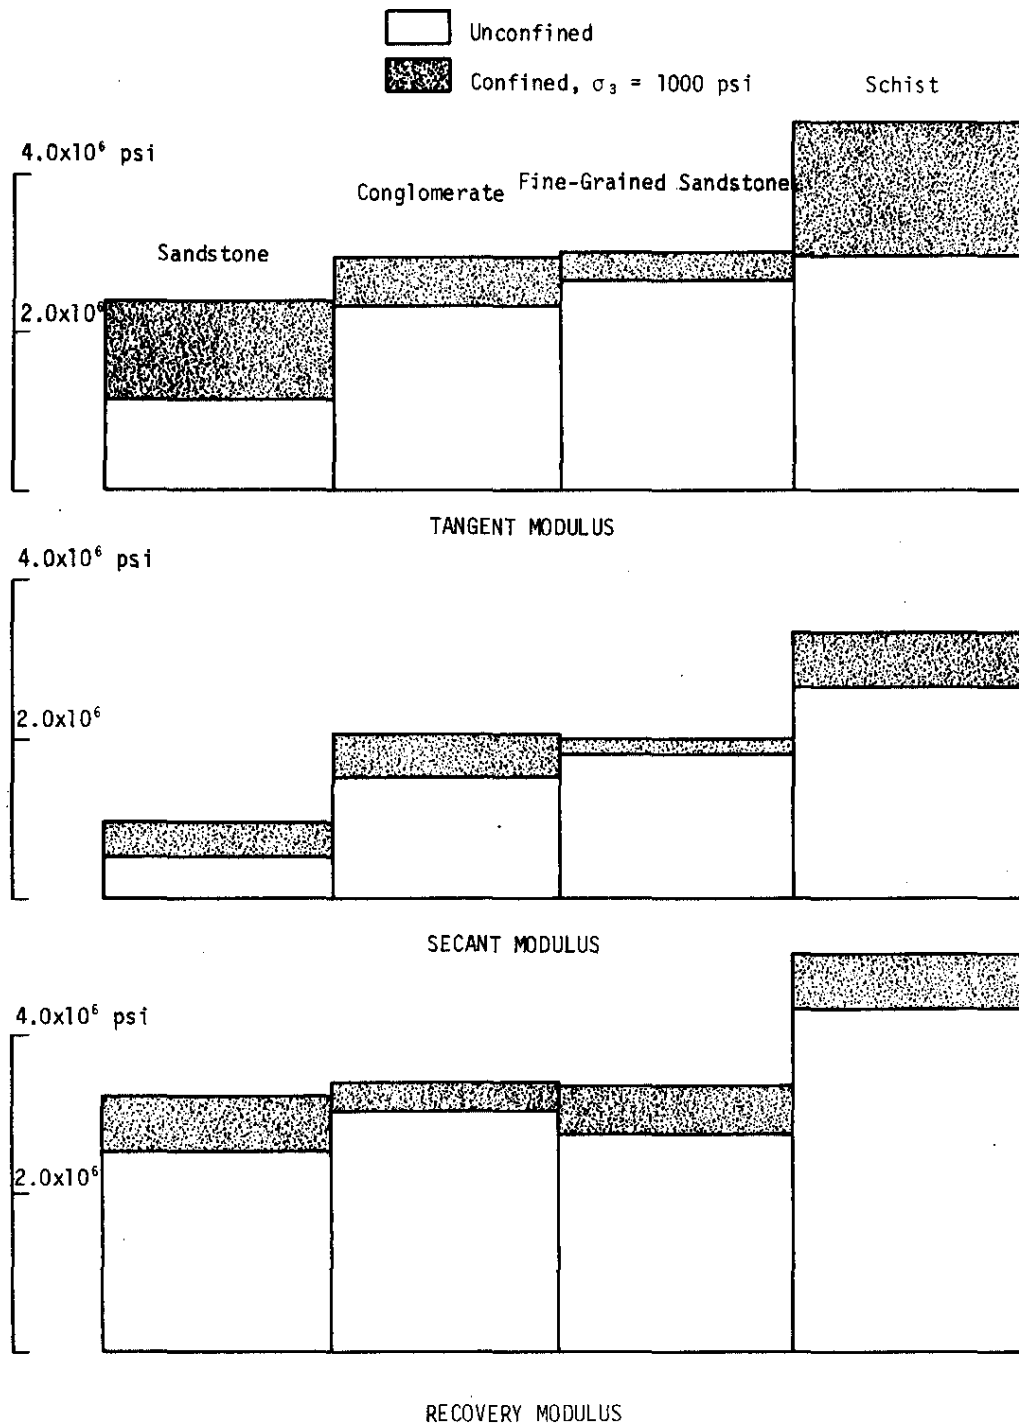 Unconfined
Confined, σ₃ = 1000 psi
Schist
4.0x10⁶ psi
Conglomerate
Fine-Grained Sandstone
Sandstone
2.0x10⁶
TANGENT MODULUS
4.0x10⁶ psi
2.0x10⁶
SECANT MODULUS
4.0x10⁶ psi
2.0x10⁶
RECOVERY MODULUS